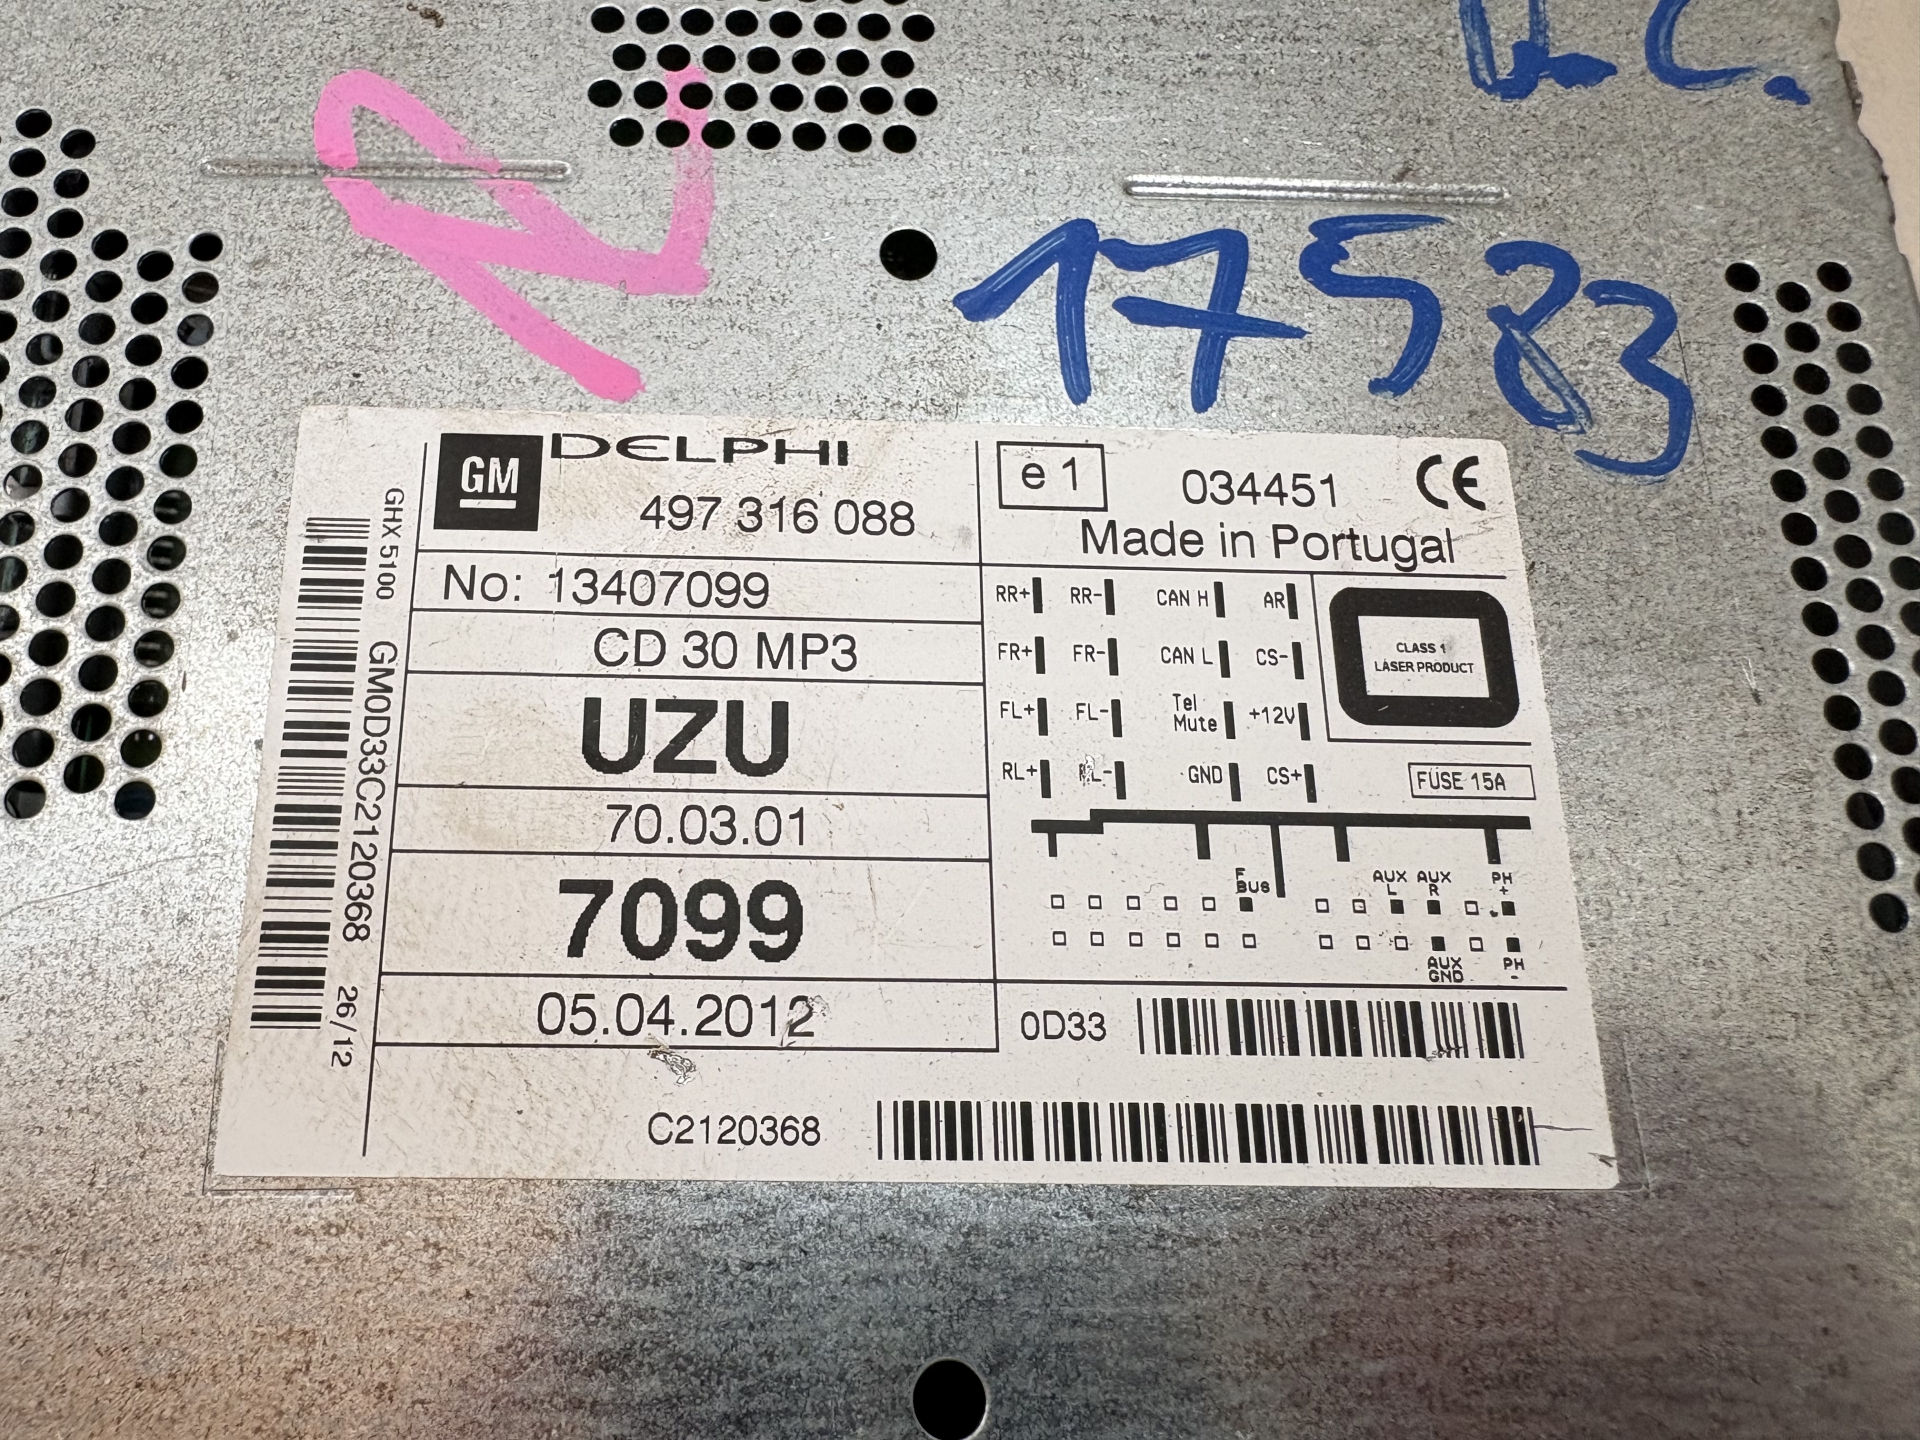 17583
GM DELPHI
497 316 088
No: 13407099
CD 30 MP3
UZU
70.03.01
7099
05.04.2012
GHX 5100 GM0D33C2120368 26/12
e1 034451 CE
Made in Portugal
RR+ RR- CAN H AR
FR+ FR- CAN L CS-
FL+ FL- Tel Mute +12V
RL+ RL- GND CS+
CLASS 1
LASER PRODUCT
FUSE 15A
F BUS AUX L AUX R PH +
AUX GND PH -
0D33
C2120368